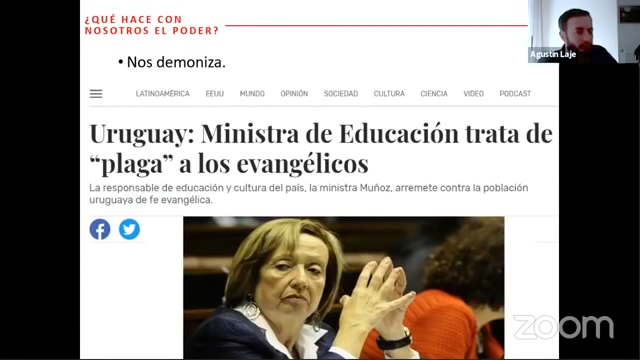 ¿QUÉ HACE CON
NOSOTROS EL PODER?
Agustín Laje
• Nos demoniza.
LATINOAMÉRICA EEUU MUNDO OPINIÓN SOCIEDAD CULTURA CIENCIA VIDEO PODCAST
Uruguay: Ministra de Educación trata de
“plaga” a los evangélicos
La responsable de educación y cultura del país, la ministra Muñoz, arremete contra la población
uruguaya de fe evangélica.
zoom